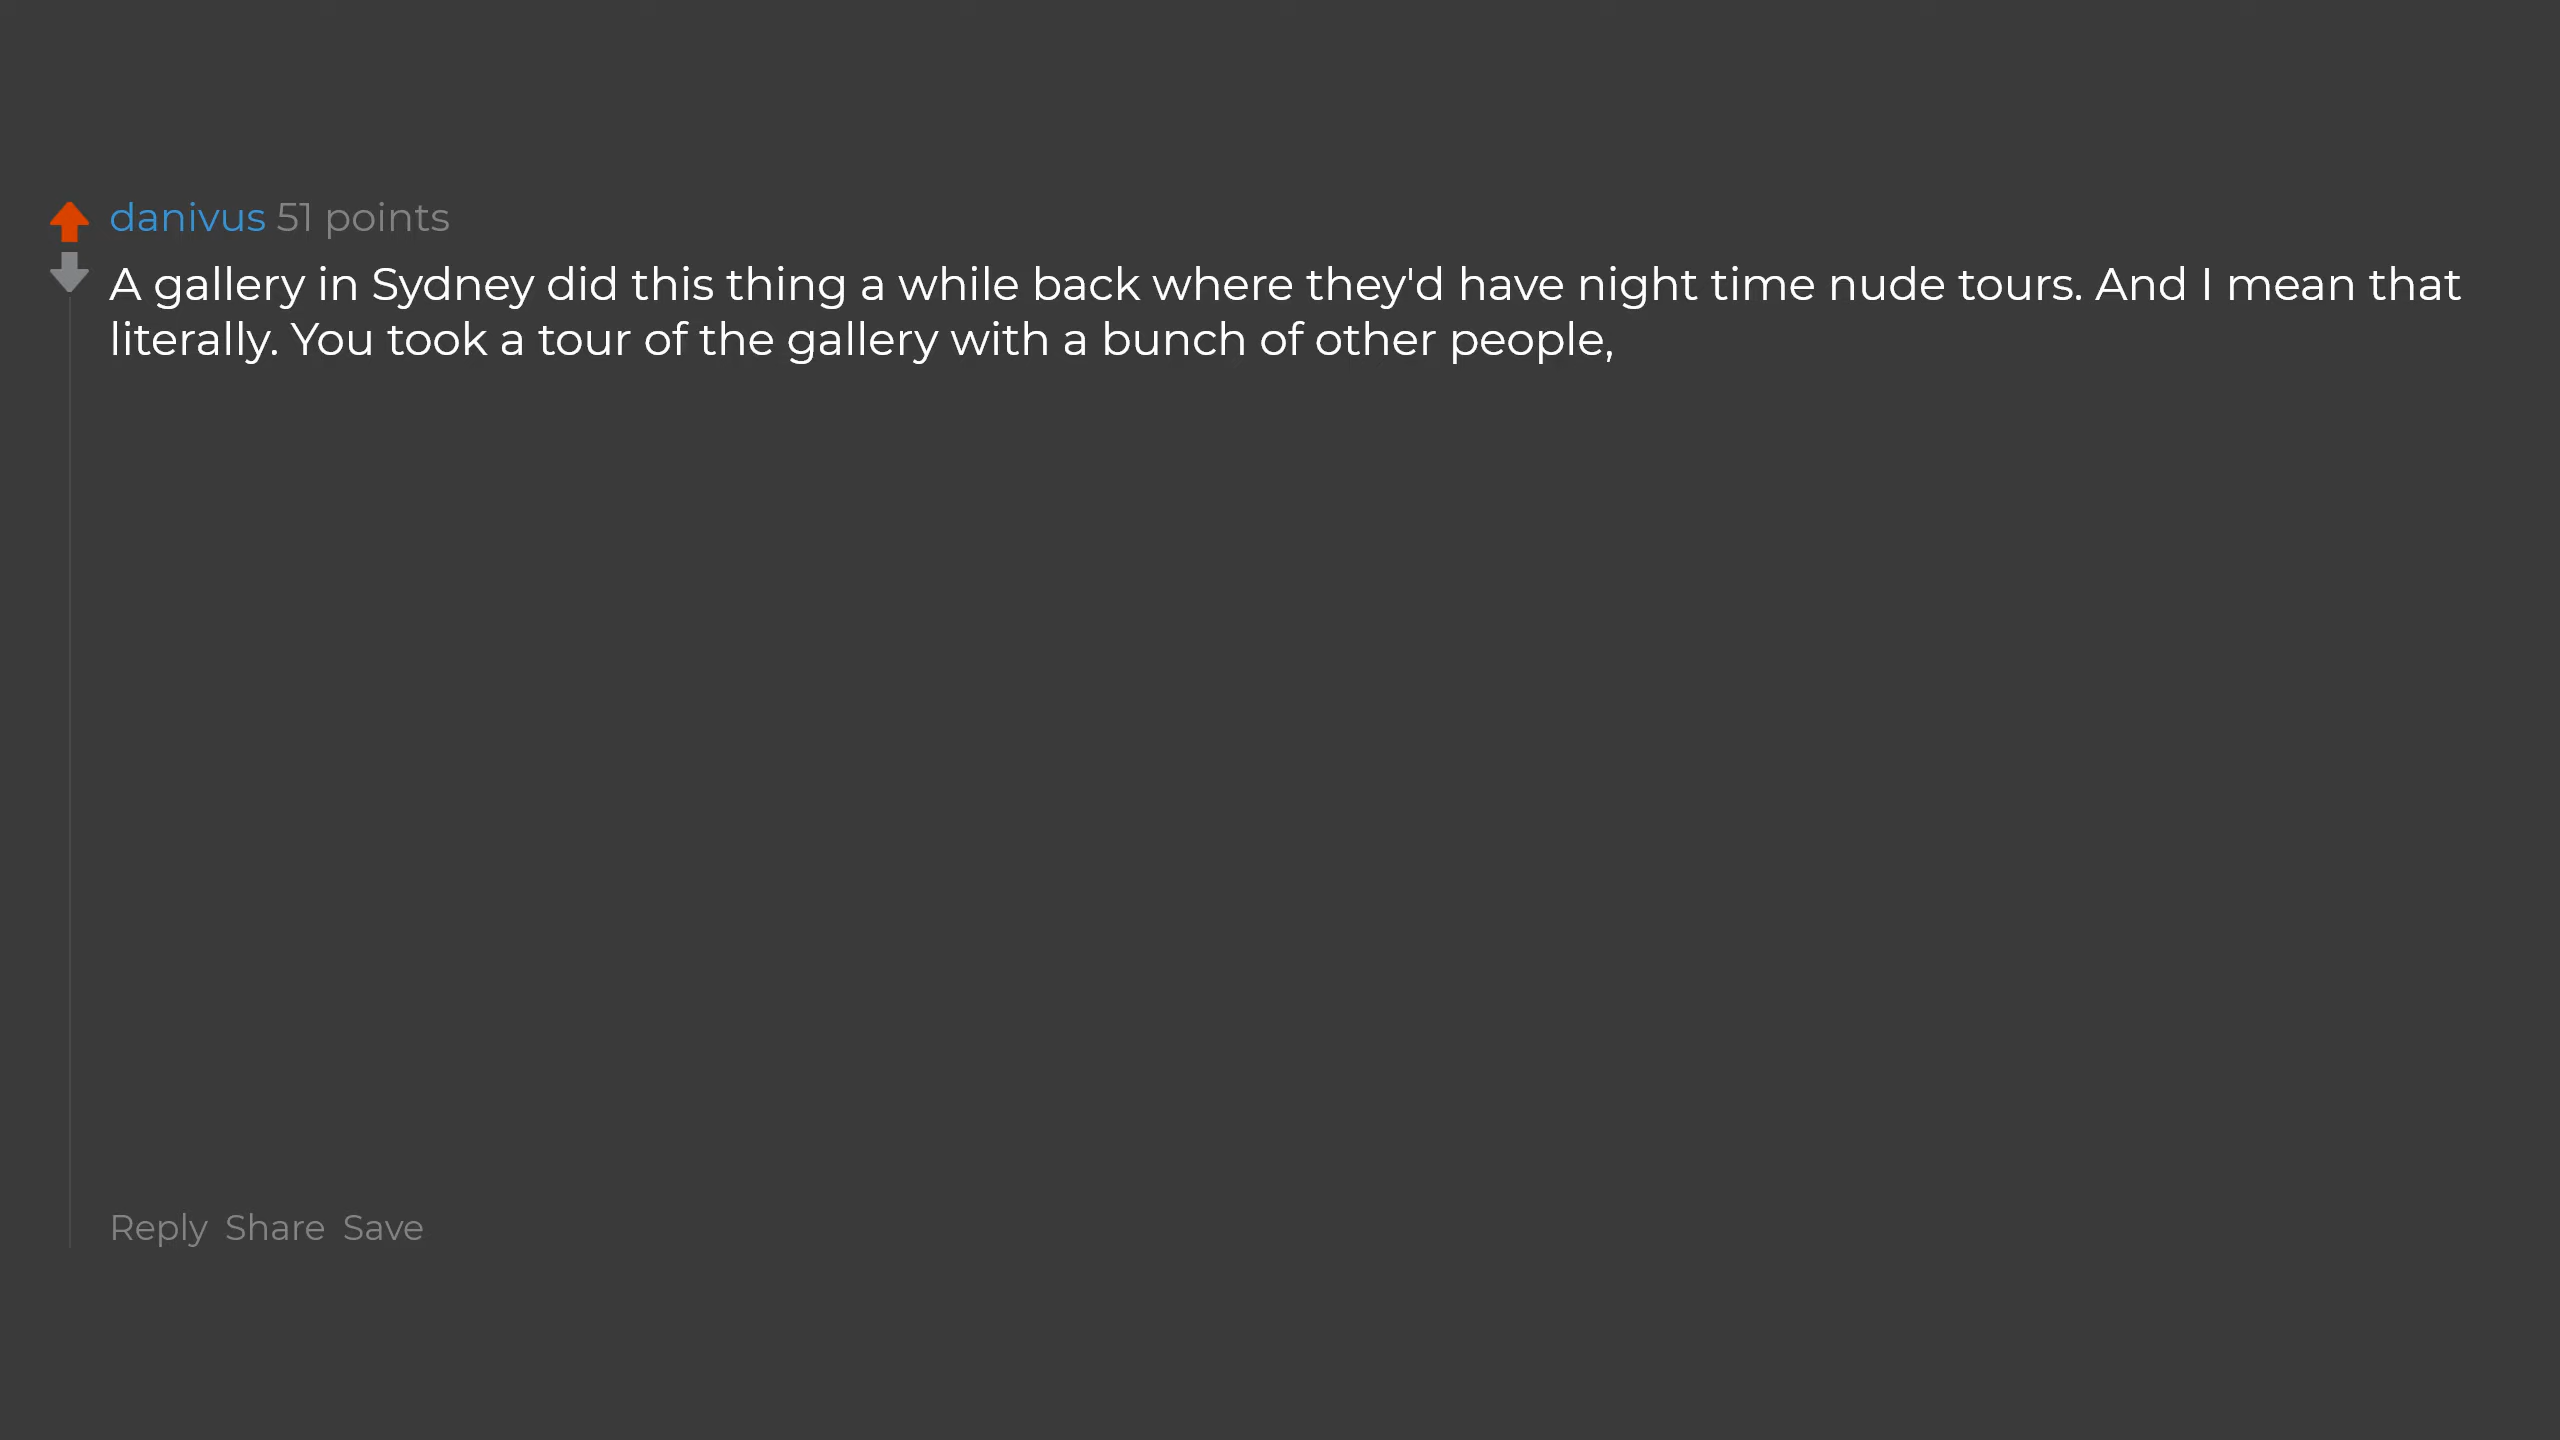 danivus 51 points
A gallery in Sydney did this thing a while back where they'd have night time nude tours. And I mean that
literally. You took a tour of the gallery with a bunch of other people,
Reply Share Save